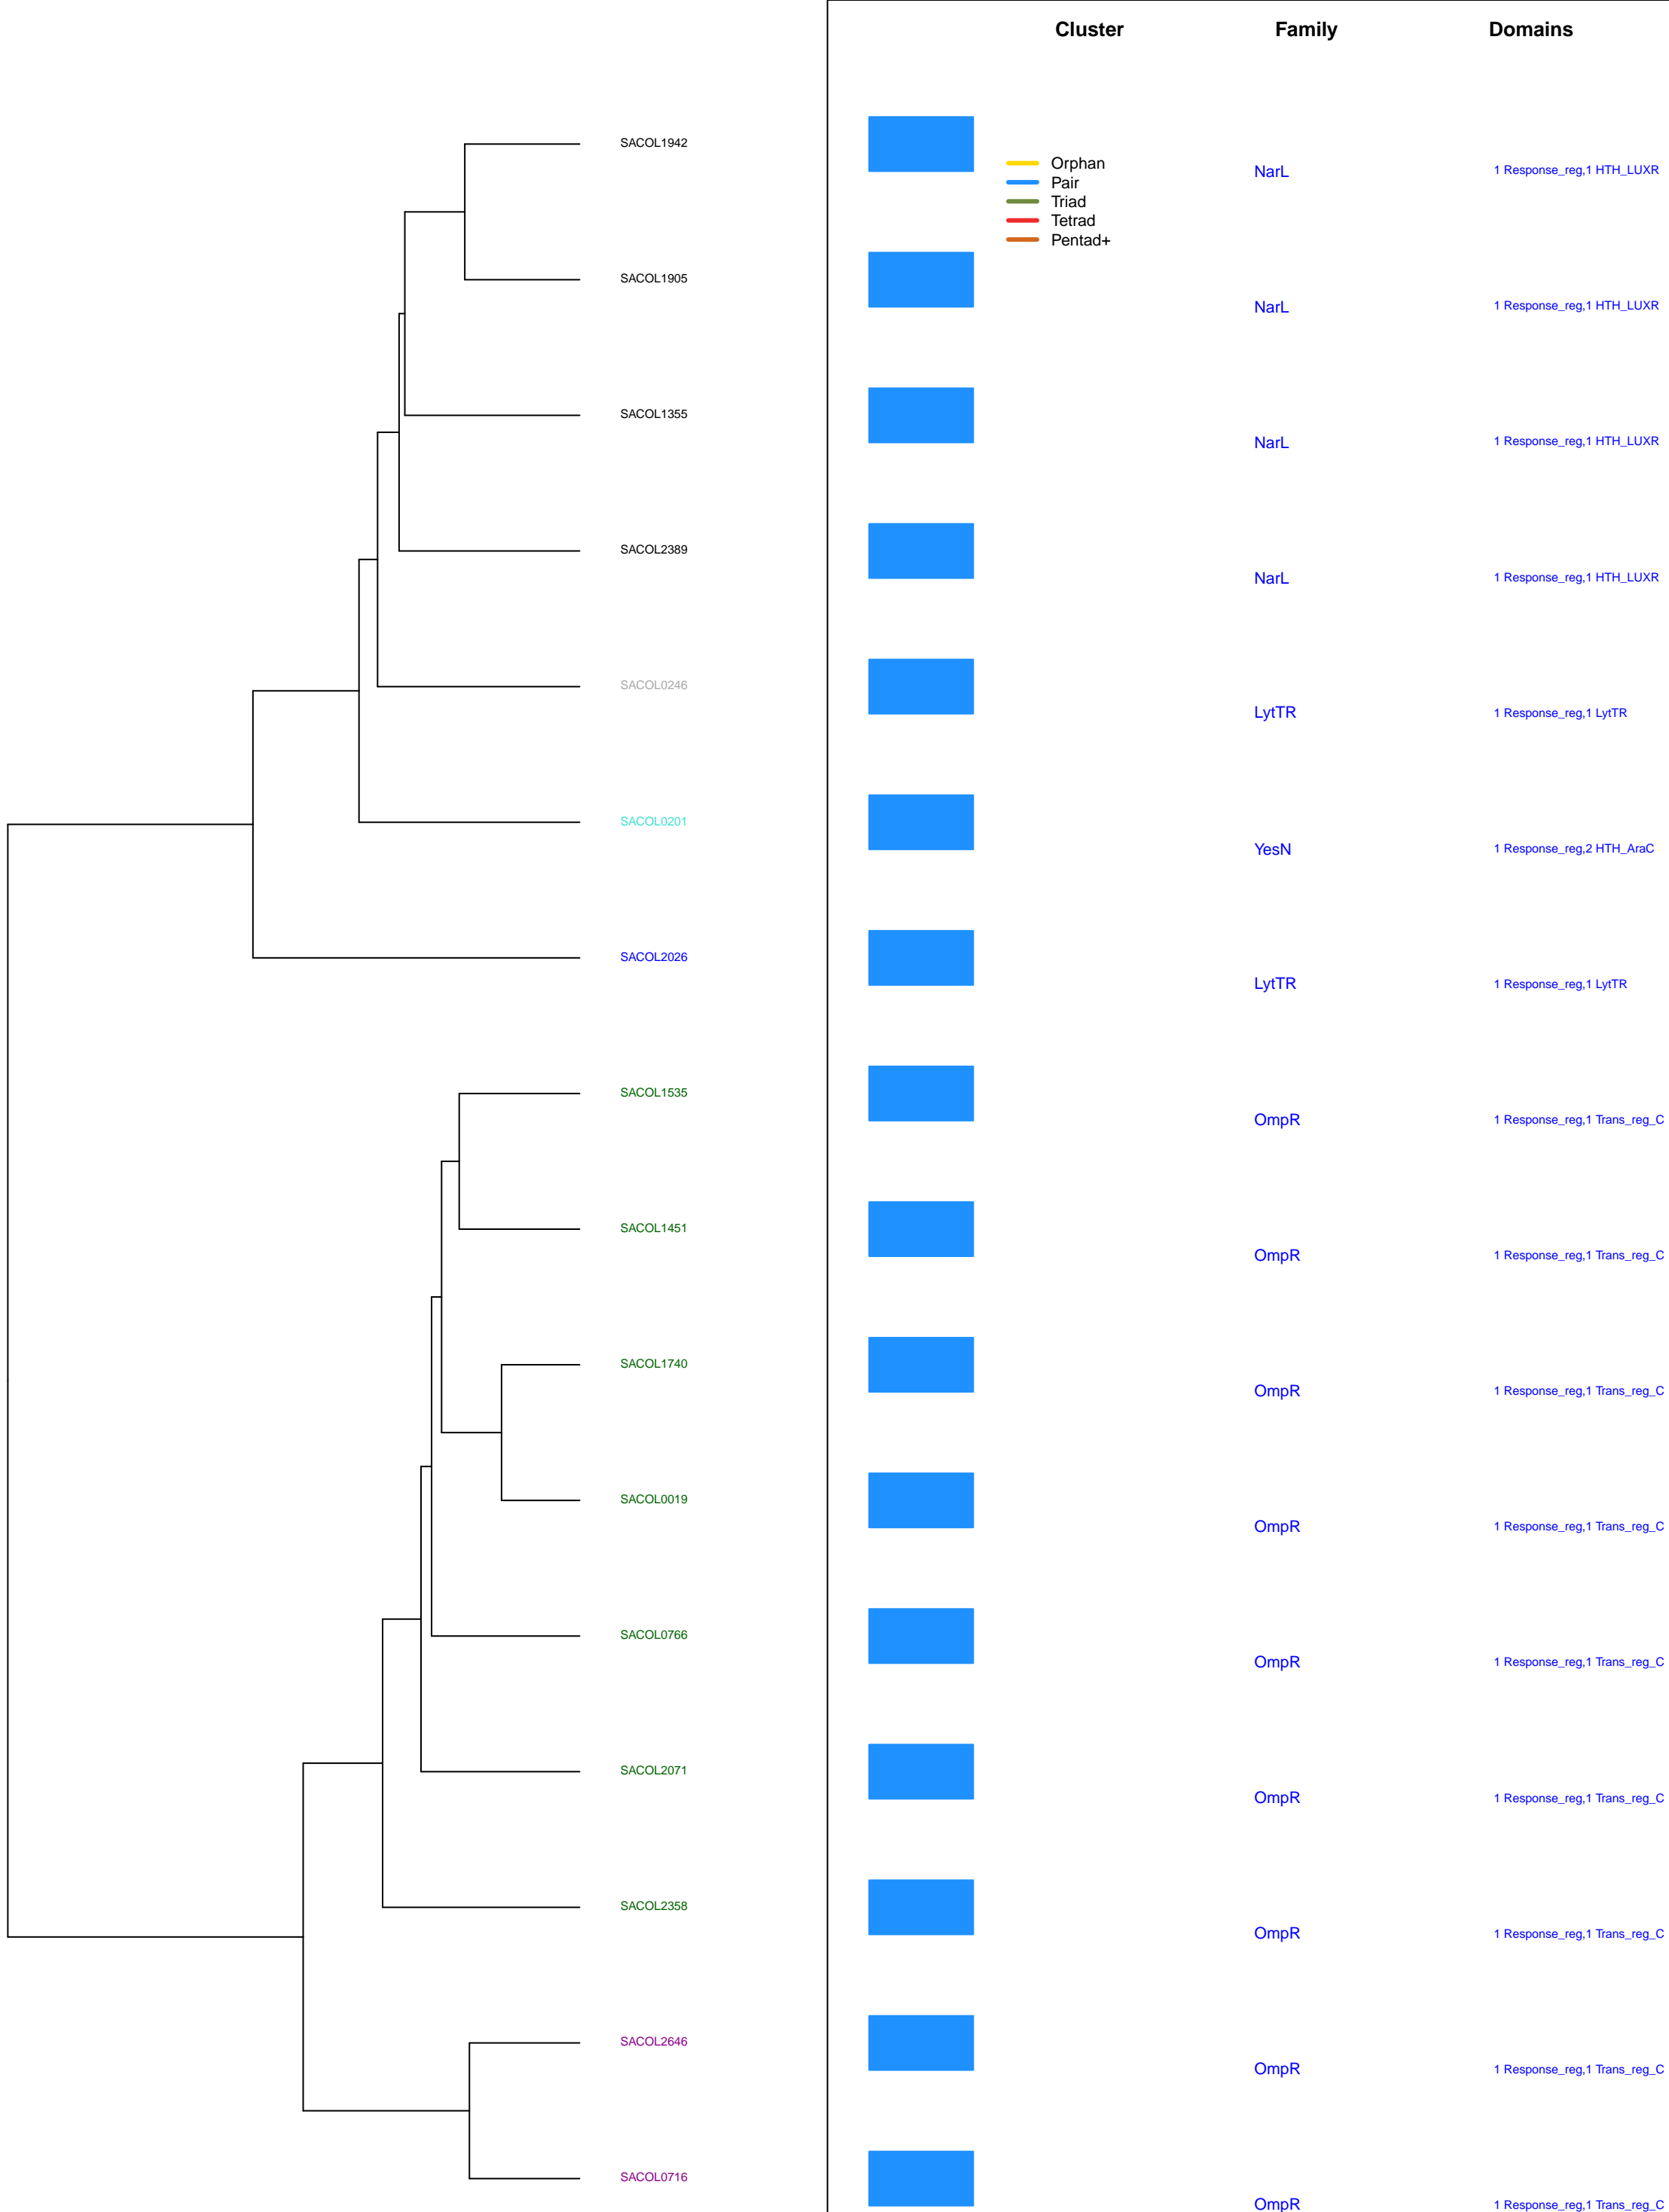 Cluster Family Domains
SACOL1942
Orphan
Pair
Triad
Tetrad
Pentad+
NarL 1 Response_reg,1 HTH_LUXR
SACOL1905
NarL 1 Response_reg,1 HTH_LUXR
SACOL1355
NarL 1 Response_reg,1 HTH_LUXR
SACOL2389
NarL 1 Response_reg,1 HTH_LUXR
SACOL0246
LytTR 1 Response_reg,1 LytTR
SACOL0201
YesN 1 Response_reg,2 HTH_AraC
SACOL2026
LytTR 1 Response_reg,1 LytTR
SACOL1535
OmpR 1 Response_reg,1 Trans_reg_C
SACOL1451
OmpR 1 Response_reg,1 Trans_reg_C
SACOL1740
OmpR 1 Response_reg,1 Trans_reg_C
SACOL0019
OmpR 1 Response_reg,1 Trans_reg_C
SACOL0766
OmpR 1 Response_reg,1 Trans_reg_C
SACOL2071
OmpR 1 Response_reg,1 Trans_reg_C
SACOL2358
OmpR 1 Response_reg,1 Trans_reg_C
SACOL2646
OmpR 1 Response_reg,1 Trans_reg_C
SACOL0716
OmpR 1 Response_reg,1 Trans_reg_C